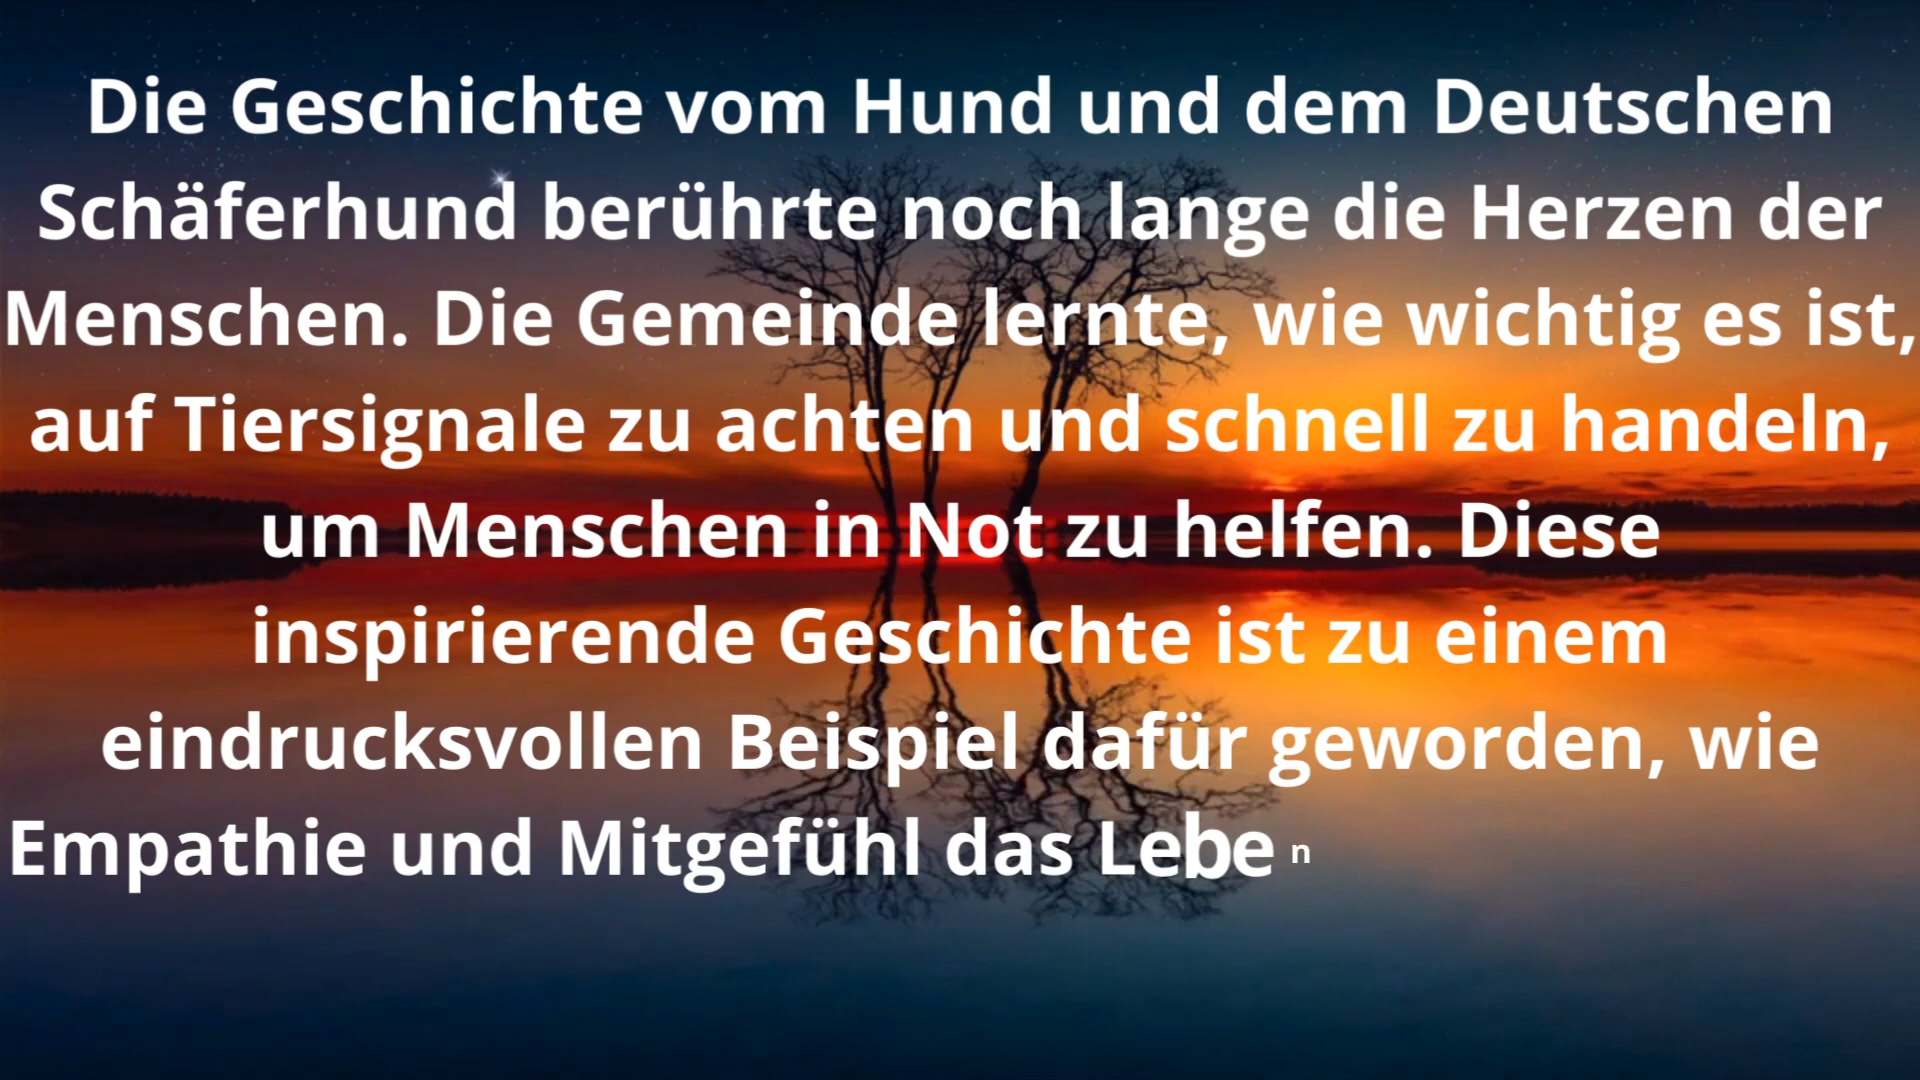 Die Geschichte vom Hund und dem Deutschen
Schäferhund berührte noch lange die Herzen der
Menschen. Die Gemeinde lernte, wie wichtig es ist,
auf Tiersignale zu achten und schnell zu handeln,
um Menschen in Not zu helfen. Diese
inspirierende Geschichte ist zu einem
eindrucksvollen Beispiel dafür geworden, wie
Empathie und Mitgefühl das Leben